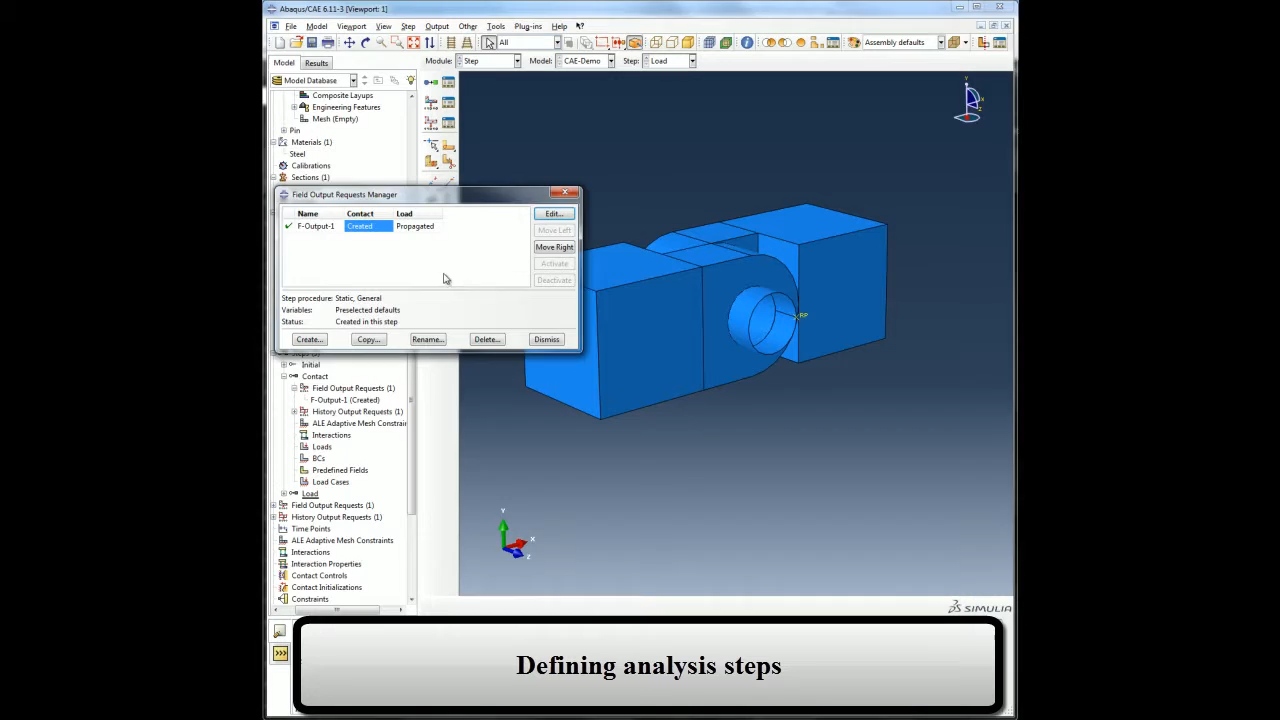 Abaqus/CAE 6.11-3 [Viewport: 1]
File Model Viewport View Step Output Other Tools Plug-ins Help
All
Assembly defaults
Model Results
Module: Step Model: CAE-Demo Step: Load
Model Database
Composite Layups
Engineering Features
Mesh (Empty)
Pin
Materials (1)
Steel
Calibrations
Sections (1)
Field Output Requests Manager
Name Contact Load
Edit...
F-Output-1 Created Propagated
Move Left
Move Right
Activate
Deactivate
Step procedure: Static, General
Variables: Preselected defaults
Status: Created in this step
Create... Copy... Rename... Delete... Dismiss
Initial
Contact
Field Output Requests (1)
F-Output-1 (Created)
History Output Requests (1)
ALE Adaptive Mesh Constrair
Interactions
Loads
BCs
Predefined Fields
Load Cases
Load
Field Output Requests (1)
History Output Requests (1)
Time Points
ALE Adaptive Mesh Constraints
Interactions
Interaction Properties
Contact Controls
Contact Initializations
Constraints
RP
Y
X
Z
Y
X
Z
SIMULIA
>>>
Defining analysis steps